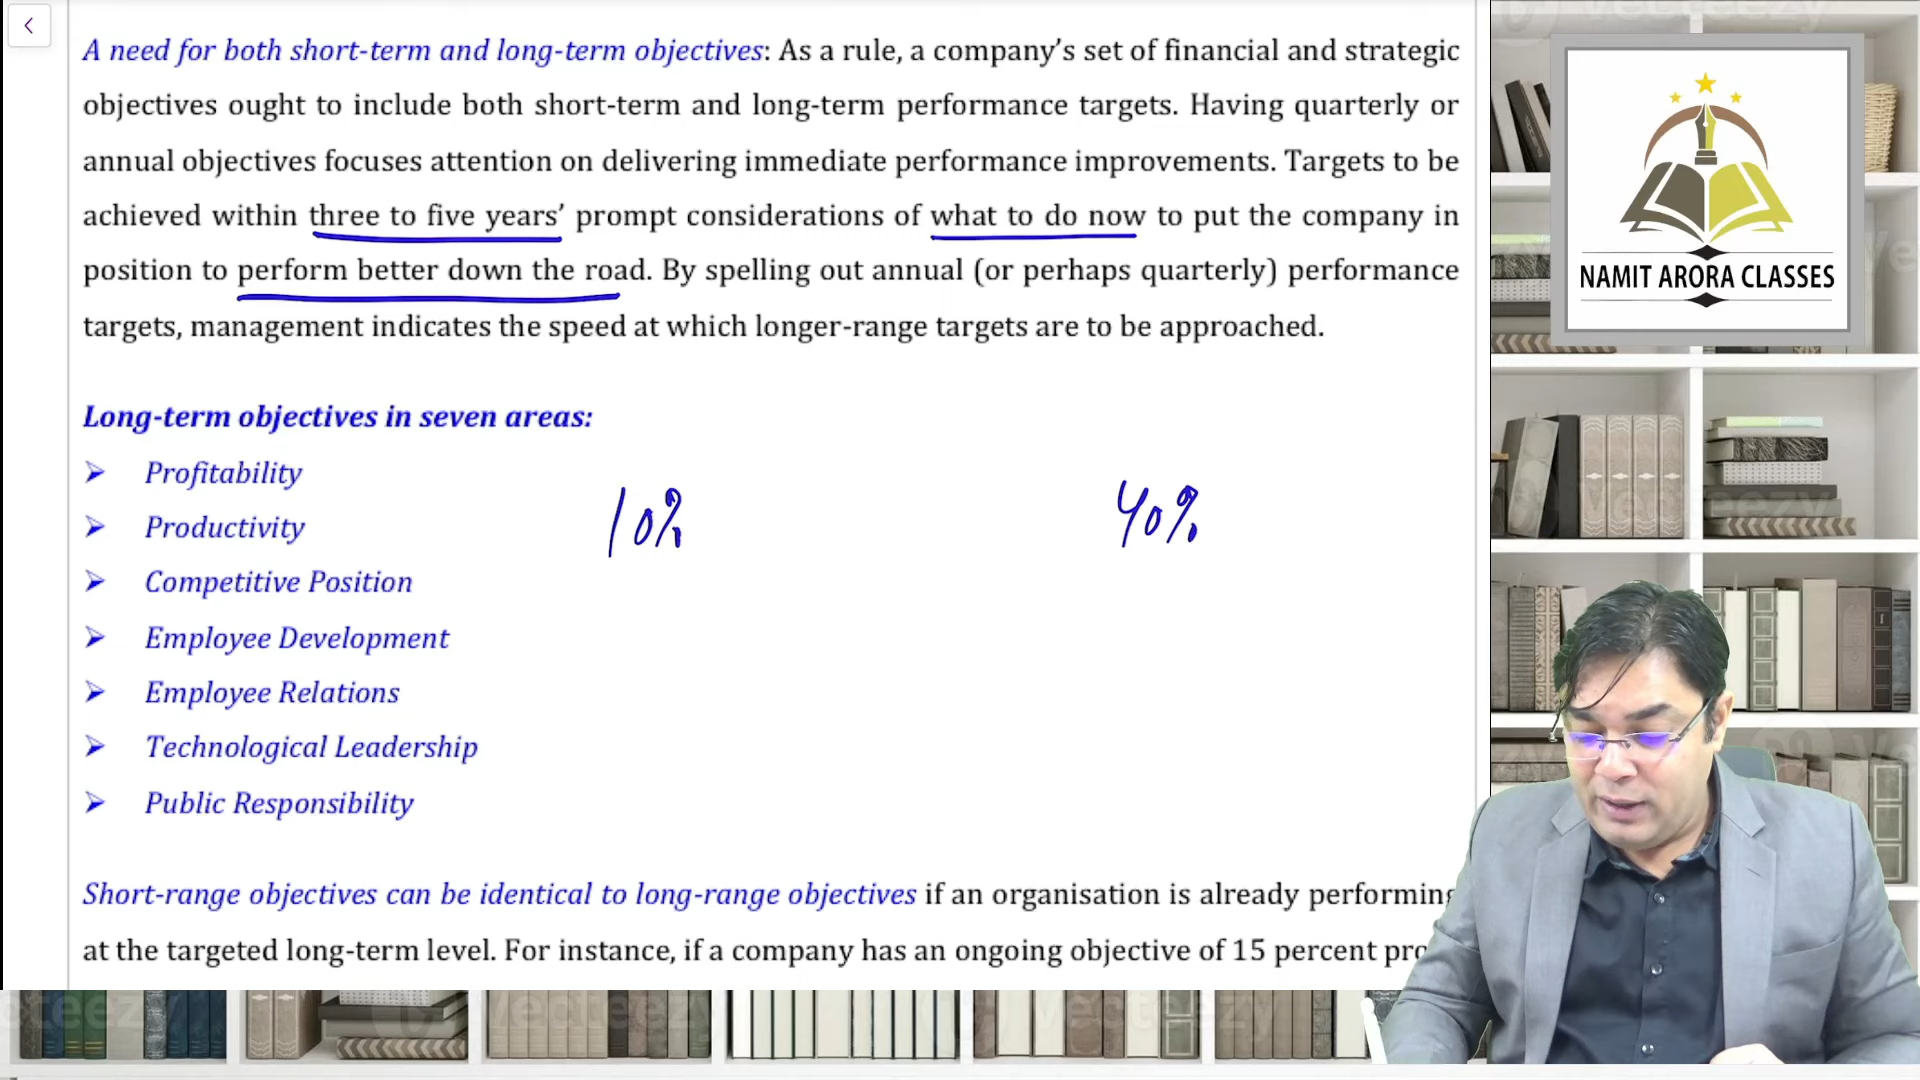 A need for both short-term and long-term objectives: As a rule, a company’s set of financial and strategic
objectives ought to include both short-term and long-term performance targets. Having quarterly or
annual objectives focuses attention on delivering immediate performance improvements. Targets to be
achieved within three to five years’ prompt considerations of what to do now to put the company in
position to perform better down the road. By spelling out annual (or perhaps quarterly) performance
targets, management indicates the speed at which longer-range targets are to be approached.
Long-term objectives in seven areas:
➢ Profitability
➢ Productivity
10% 40%
➢ Competitive Position
➢ Employee Development
➢ Employee Relations
➢ Technological Leadership
➢ Public Responsibility
Short-range objectives can be identical to long-range objectives if an organisation is already performing
at the targeted long-term level. For instance, if a company has an ongoing objective of 15 percent
NAMIT ARORA CLASSES